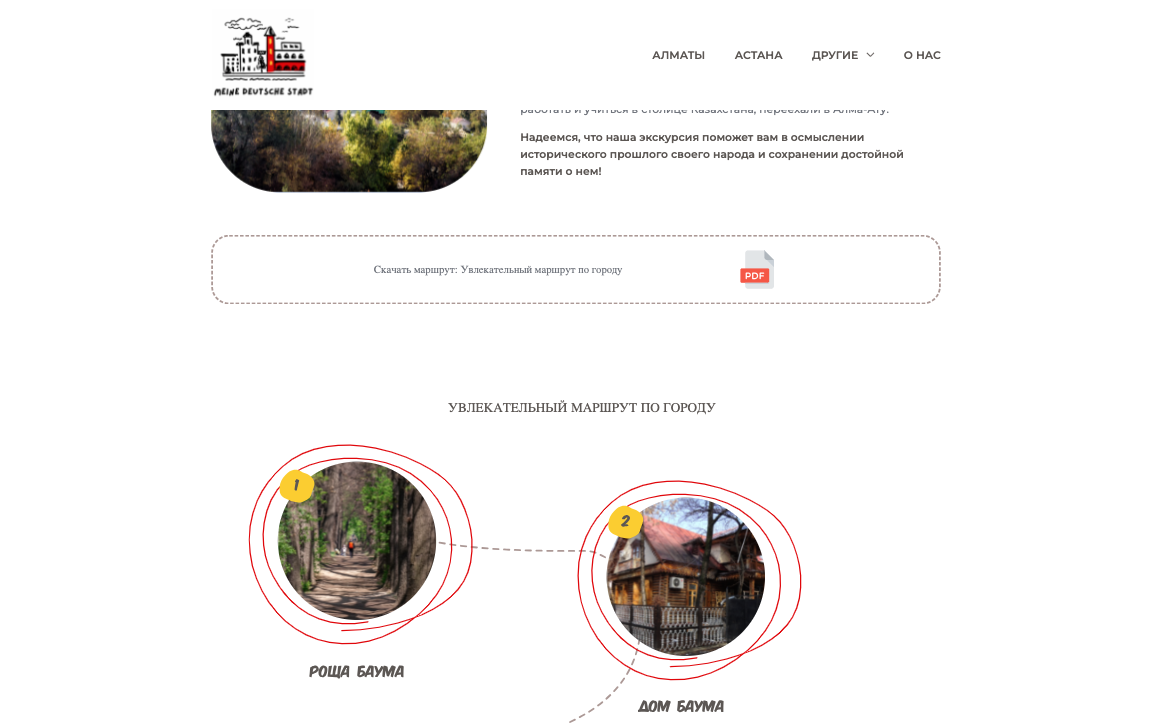 MEINE DEUTSCHE STADT
АЛМАТЫ
АСТАНА
ДРУГИЕ
О НАС
работать и учиться в столице Казахстана, переехали в Алма-Ату.
Надеемся, что наша экскурсия поможет вам в осмыслении
исторического прошлого своего народа и сохранении достойной
памяти о нем!
Скачать маршрут: Увлекательный маршрут по городу
PDF
УВЛЕКАТЕЛЬНЫЙ МАРШРУТ ПО ГОРОДУ
1
2
РОЩА БАУМА
ДОМ БАУМА